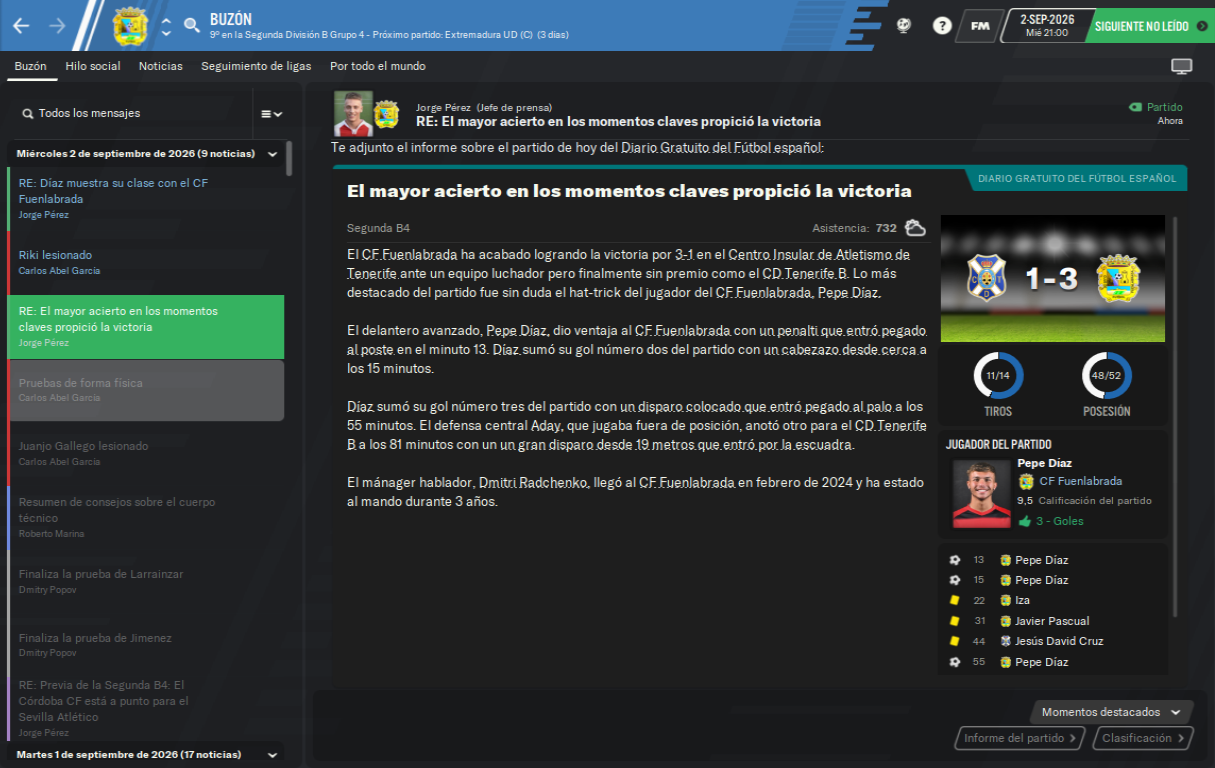 BUZÓN
9º en la Segunda División B Grupo 4 - Próximo partido: Extremadura UD (C) (3 días)
FM
2-SEP-2026
Mié 21:00
SIGUIENTE NO LEÍDO
Buzón
Hilo social
Noticias
Seguimiento de ligas
Por todo el mundo
Todos los mensajes
Miércoles 2 de septiembre de 2026 (9 noticias)
RE: Díaz muestra su clase con el CF
Fuenlabrada
Jorge Pérez
Riki lesionado
Carlos Abel García
RE: El mayor acierto en los momentos
claves propició la victoria
Jorge Pérez
Pruebas de forma física
Carlos Abel García
Juanjo Gallego lesionado
Carlos Abel García
Resumen de consejos sobre el cuerpo
técnico
Roberto Marina
Finaliza la prueba de Larrainzar
Dmitry Popov
Finaliza la prueba de Jimenez
Dmitry Popov
RE: Previa de la Segunda B4: El
Córdoba CF está a punto para el
Sevilla Atlético
Jorge Pérez
Martes 1 de septiembre de 2026 (17 noticias)
Jorge Pérez (Jefe de prensa)
RE: El mayor acierto en los momentos claves propició la victoria
Partido
Ahora
Te adjunto el informe sobre el partido de hoy del Diario Gratuito del Fútbol español:
El mayor acierto en los momentos claves propició la victoria
DIARIO GRATUITO DEL FÚTBOL ESPAÑOL
Segunda B4
Asistencia: 732
El CF Fuenlabrada ha acabado logrando la victoria por 3-1 en el Centro Insular de Atletismo de
Tenerife ante un equipo luchador pero finalmente sin premio como el CD Tenerife B. Lo más
destacado del partido fue sin duda el hat-trick del jugador del CF Fuenlabrada, Pepe Díaz.
El delantero avanzado, Pepe Díaz, dio ventaja al CF Fuenlabrada con un penalti que entró pegado
al poste en el minuto 13. Díaz sumó su gol número dos del partido con un cabezazo desde cerca a
los 15 minutos.
Díaz sumó su gol número tres del partido con un disparo colocado que entró pegado al palo a los
55 minutos. El defensa central Aday, que jugaba fuera de posición, anotó otro para el CD Tenerife
B a los 81 minutos con un un gran disparo desde 19 metros que entró por la escuadra.
El mánager hablador, Dmitri Radchenko, llegó al CF Fuenlabrada en febrero de 2024 y ha estado
al mando durante 3 años.
1-3
11/14
TIROS
48/52
POSESIÓN
JUGADOR DEL PARTIDO
Pepe Díaz
CF Fuenlabrada
9,5 Calificación del partido
3 - Goles
13 Pepe Díaz
15 Pepe Díaz
22 Iza
31 Javier Pascual
44 Jesús David Cruz
55 Pepe Díaz
Momentos destacados
Informe del partido
Clasificación